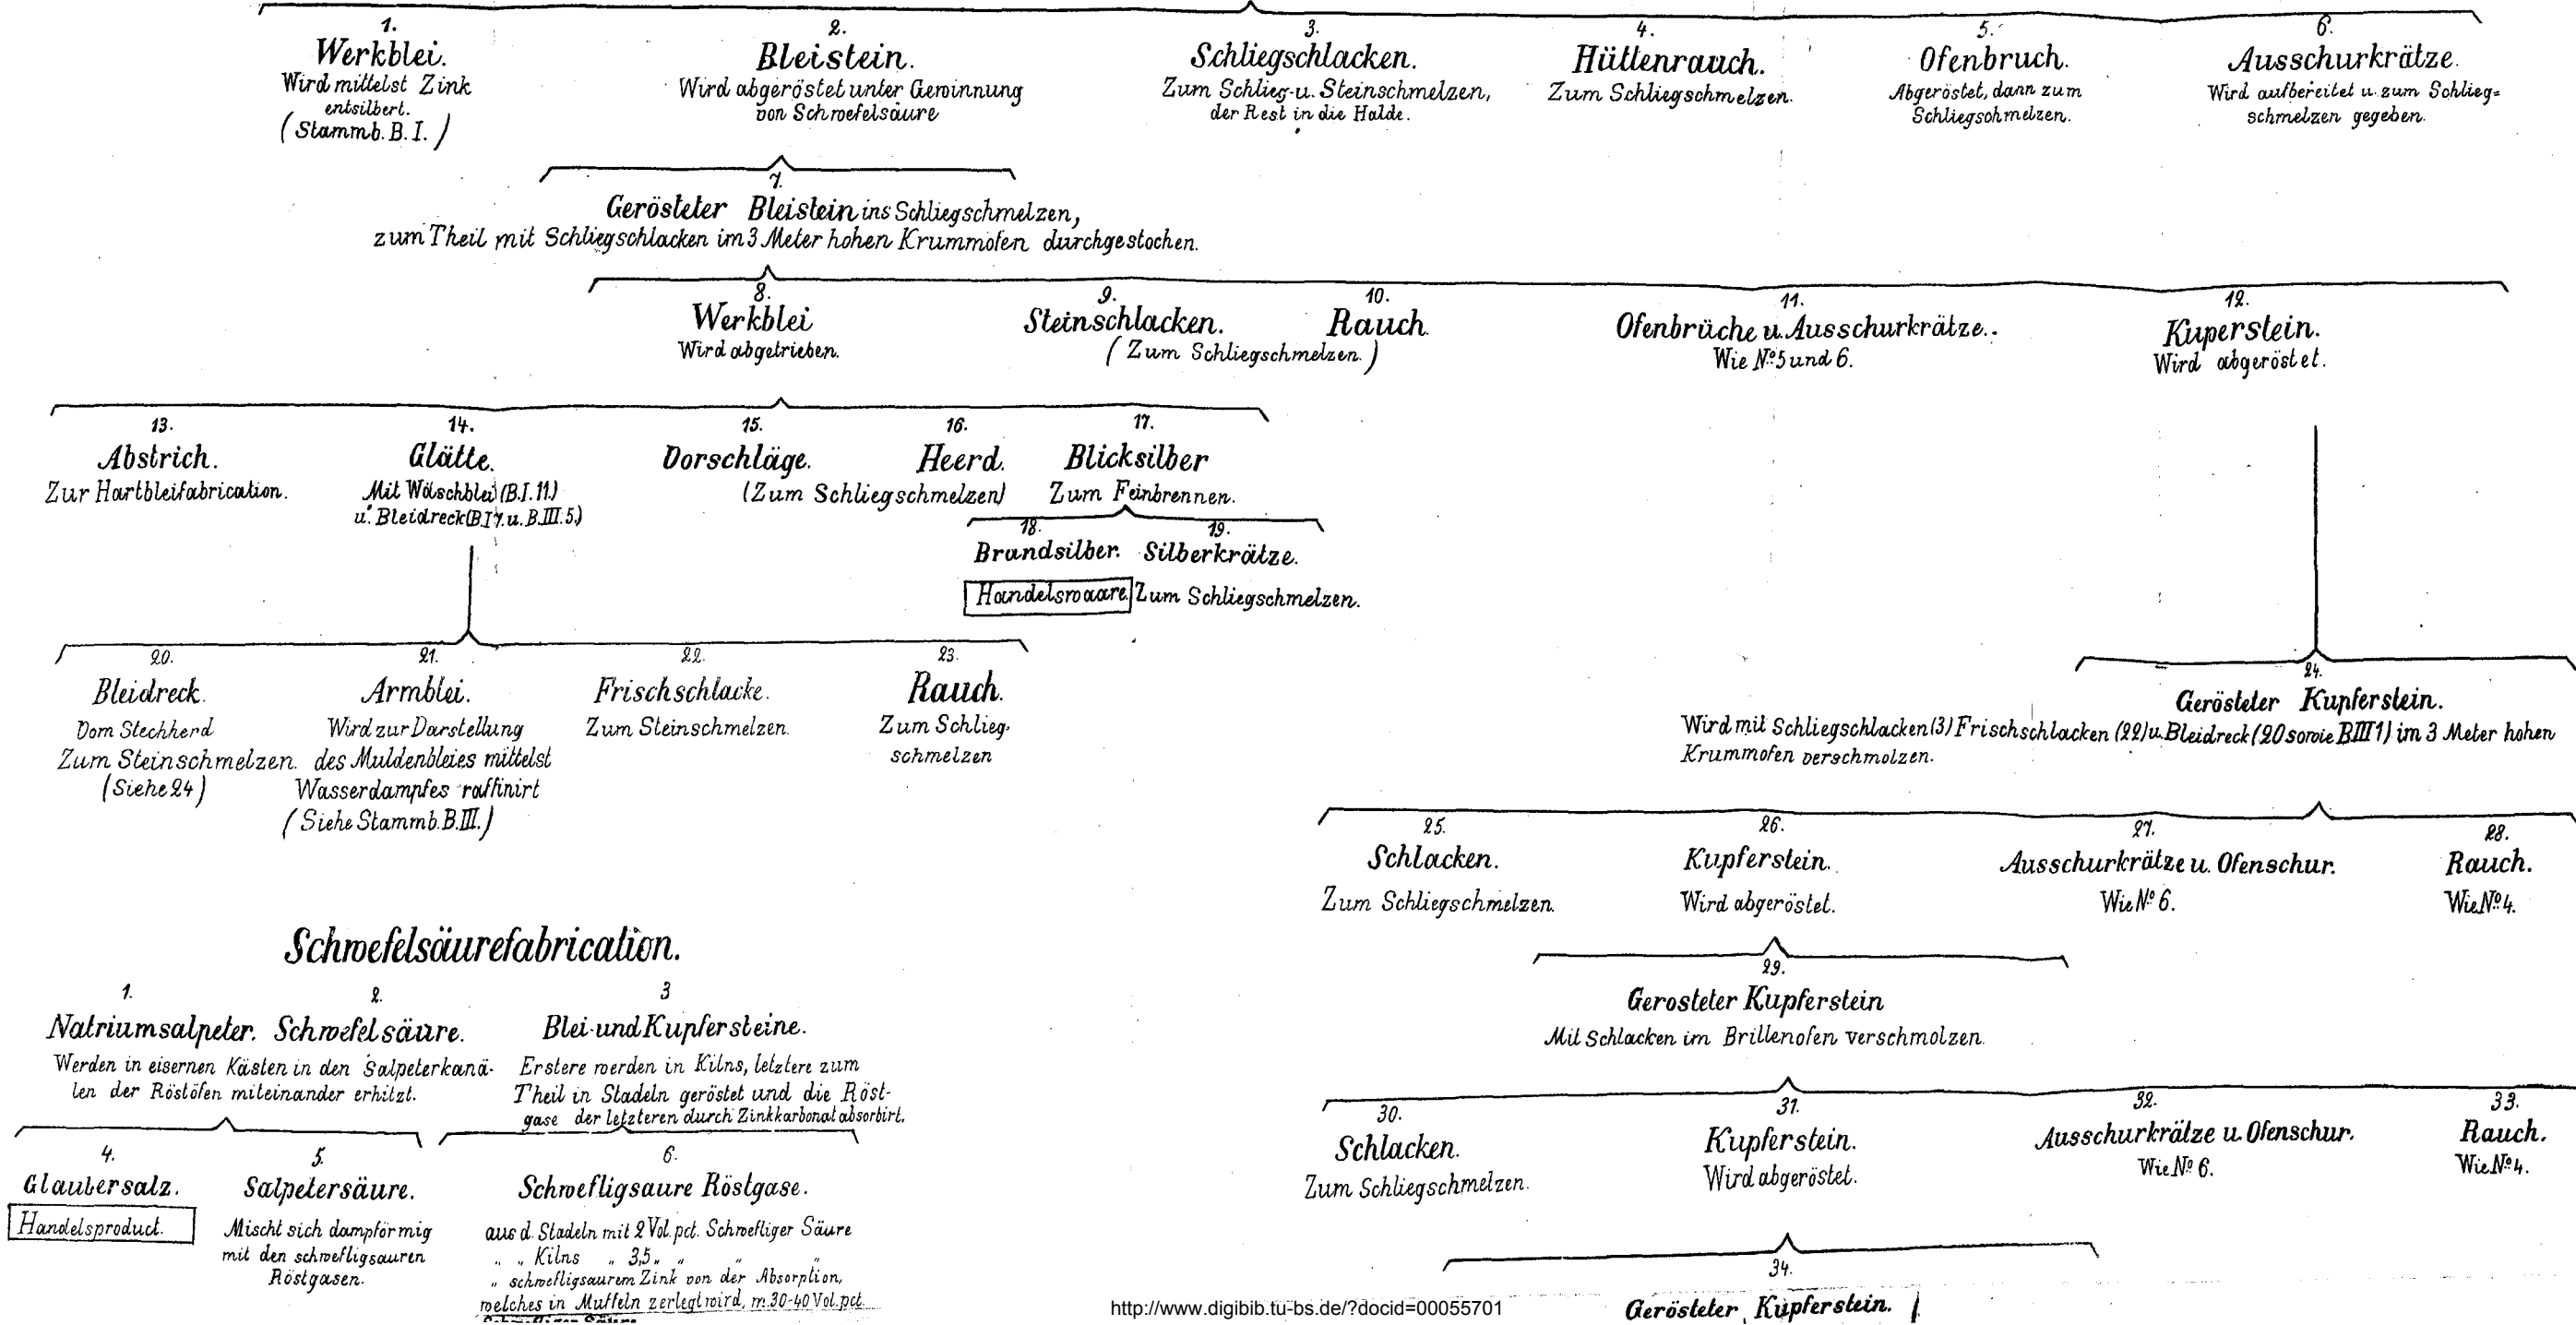 1.
Werkblei.
Wird mittelst Zink
entsilbert.
(Stammb. B. I.)
2.
Bleistein.
Wird abgeröstet unter Gewinnung
von Schwefelsäure
3.
Schliegschlacken.
Zum Schlieg-u. Steinschmelzen,
der Rest in die Halde.
4.
Hüttenrauch.
Zum Schliegschmelzen.
5.
Ofenbruch.
Abgeröstet, dann zum
Schliegschmelzen.
6.
Ausschurkrätze.
Wird aufbereitet u. zum Schlieg=
schmelzen gegeben.
7.
Gerösteter Bleistein ins Schliegschmelzen,
zum Theil mit Schliegschlacken im 3 Meter hohen Krummofen durchgestochen.
8.
Werkblei
Wird abgetrieben.
9.
Steinschlacken.
10.
Rauch.
(Zum Schliegschmelzen.)
11.
Ofenbrüche u. Ausschurkrätze..
Wie No. 5 und 6.
12.
Kuperstein.
Wird abgeröstet.
13.
Abstrich.
Zur Hartbleifabrication.
14.
Glätte.
Mit Wäschblei (B.I.11.)
u. Bleidreck (B.I 7. u. B.III.5.)
15.
Vorschläge.
16.
Heerd.
(Zum Schliegschmelzen)
17.
Blicksilber
Zum Feinbrennen.
18.
Brandsilber.
Handelswaare
19.
Silberkrätze.
Zum Schliegschmelzen.
20.
Bleidreck.
Vom Stechherd
Zum Steinschmelzen.
(Siehe 24)
21.
Armblei.
Wird zur Darstellung
des Muldenbleies mittelst
Wasserdampfes raffinirt
(Siehe Stammb. B. III.)
22.
Frischschlacke.
Zum Steinschmelzen.
23.
Rauch.
Zum Schlieg-
schmelzen
24.
Gerösteter Kupferstein.
Wird mit Schliegschlacken (3) Frischschlacken (22) u. Bleidreck (20 sowie B III 1) im 3 Meter hohen
Krummofen verschmolzen.
25.
Schlacken.
Zum Schliegschmelzen.
26.
Kupferstein.
Wird abgeröstet.
27.
Ausschurkrätze u. Ofenschur.
Wie No. 6.
28.
Rauch.
Wie No. 4.
29.
Gerosteter Kupferstein
Mit Schlacken im Brillenofen verschmolzen.
30.
Schlacken.
Zum Schliegschmelzen.
31.
Kupferstein.
Wird abgeröstet.
32.
Ausschurkrätze u. Ofenschur.
Wie No. 6.
33.
Rauch.
Wie No. 4.
34.
Gerösteter Kupferstein.
Schwefelsäurefabrication.
1.
Natriumsalpeter.
2.
Schwefelsäure.
Werden in eisernen Kästen in den Salpeterkanä-
len der Röstöfen miteinander erhitzt.
3
Blei-und Kupfersteine.
Erstere werden in Kilns, letztere zum
Theil in Stadeln geröstet und die Röst-
gase der letzteren durch Zinkkarbonat absorbirt.
4.
Glaubersalz.
Handelsproduct.
5.
Salpetersäure.
Mischt sich dampförmig
mit den schwefligsauren
Röstgasen.
6.
Schwefligsaure Röstgase.
aus d. Stadeln mit 2 Vol. pct. Schwefliger Säure
" " Kilns " 3,5 " " " "
" schwefligsaurem Zink von der Absorption,
welches in Muffeln zerlegt wird, m. 30-40 Vol. pct.
Schwefliger Säure
http://www.digibib.tu-bs.de/?docid=00055701